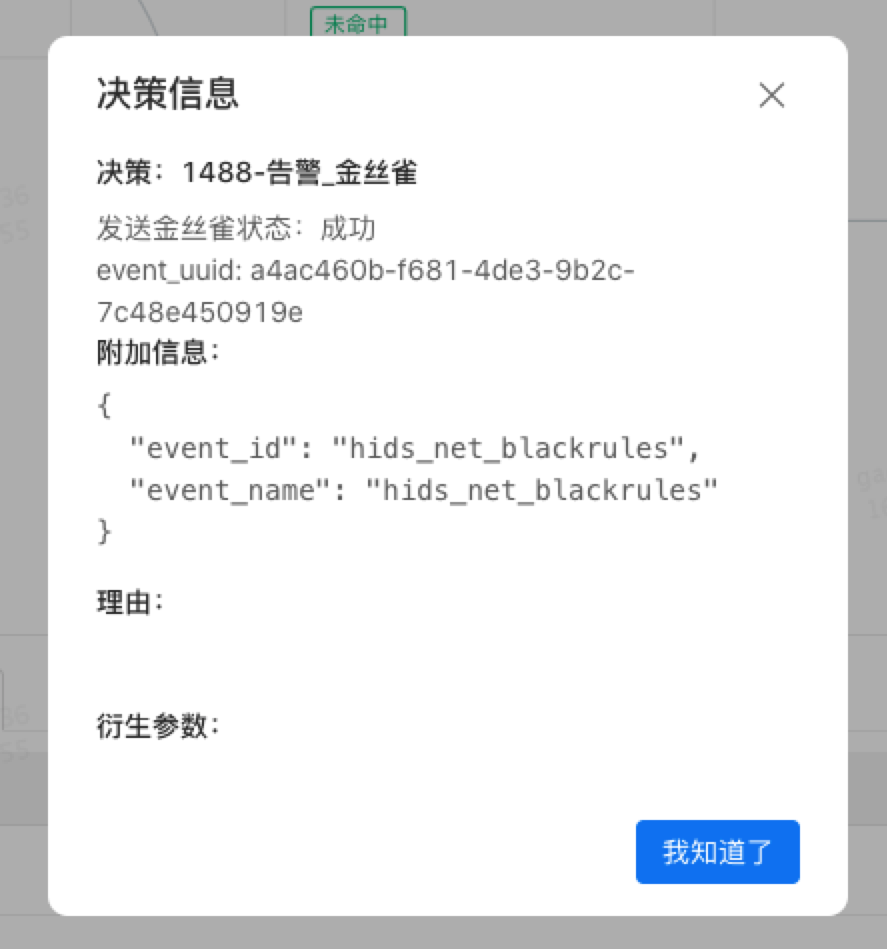 未命中
决策信息
决策：1488-告警_金丝雀
发送金丝雀状态：成功
event_uuid: a4ac460b-f681-4de3-9b2c-
7c48e450919e
附加信息：
{
  "event_id": "hids_net_blackrules",
  "event_name": "hids_net_blackrules"
}
理由：
衍生参数：
我知道了